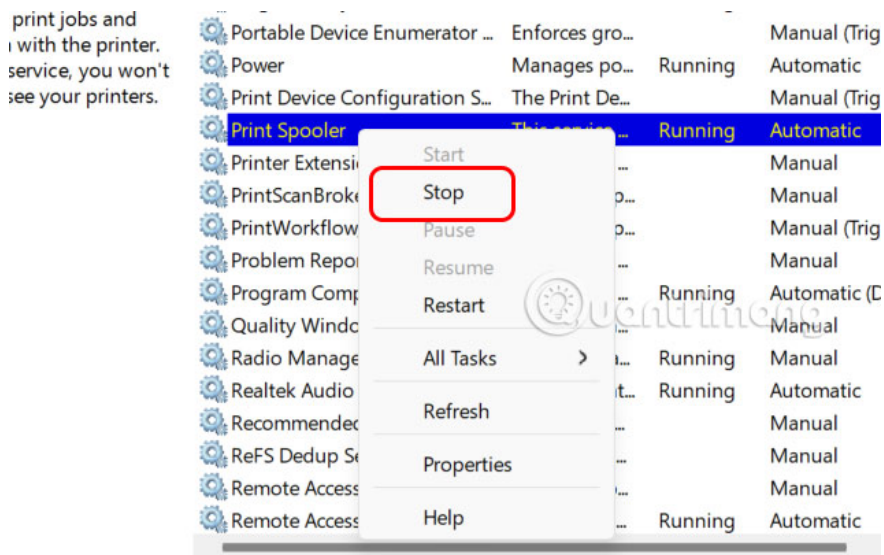 print jobs and
with the printer.
service, you won't
see your printers.
Portable Device Enumerator ... Enforces gro... Manual (Trig
Power Manages po... Running Automatic
Print Device Configuration S... The Print De... Manual (Trig
Print Spooler This service ... Running Automatic
Printer Extensi ... Manual
PrintScanBroke p... Manual
PrintWorkflow p... Manual (Trig
Problem Repor ... Manual
Program Comp ... Running Automatic (D
Quality Windo ... Manual
Radio Manage a... Running Manual
Realtek Audio t... Running Automatic
Recommended ... Manual
ReFS Dedup Se ... Manual
Remote Access ... Manual
Remote Access ... Running Automatic
Start
Stop
Pause
Resume
Restart
All Tasks
Refresh
Properties
Help
Quantrimang